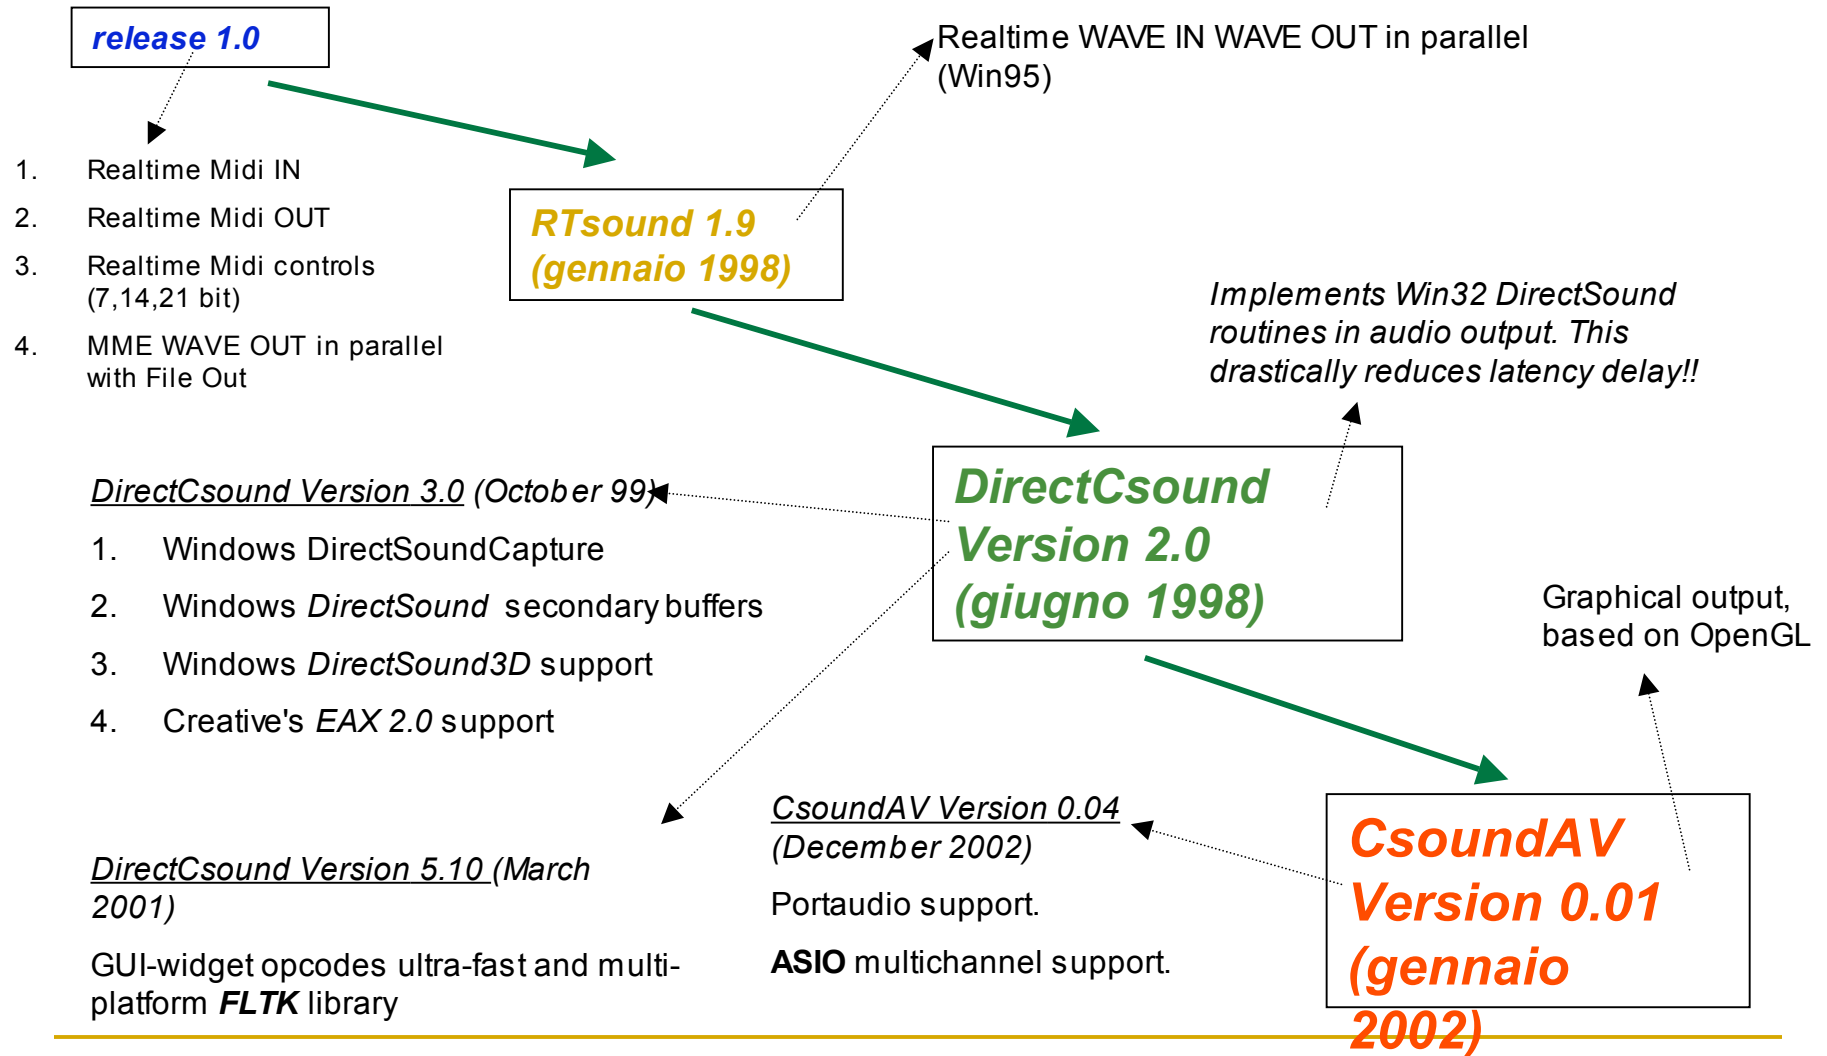 release 1.0
Realtime WAVE IN WAVE OUT in parallel
(Win95)
1. Realtime Midi IN
2. Realtime Midi OUT
3. Realtime Midi controls
(7,14,21 bit)
4. MME WAVE OUT in parallel
with File Out
RTsound 1.9
(gennaio 1998)
Implements Win32 DirectSound
routines in audio output. This
drastically reduces latency delay!!
DirectCsound Version 3.0 (October 99)
1. Windows DirectSoundCapture
2. Windows DirectSound secondary buffers
3. Windows DirectSound3D support
4. Creative's EAX 2.0 support
DirectCsound
Version 2.0
(giugno 1998)
Graphical output,
based on OpenGL
DirectCsound Version 5.10 (March
2001)
GUI-widget opcodes ultra-fast and multi-
platform FLTK library
CsoundAV Version 0.04
(December 2002)
Portaudio support.
ASIO multichannel support.
CsoundAV
Version 0.01
(gennaio
2002)